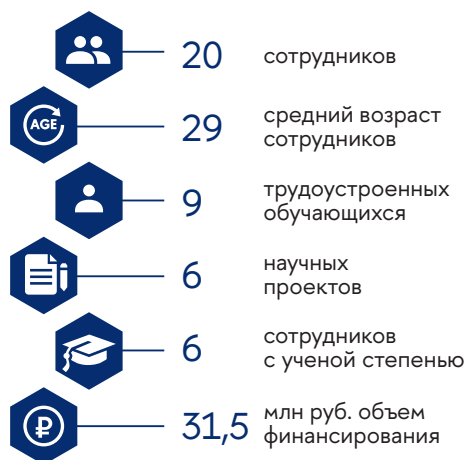 20 сотрудников
AGE
29 средний возраст
сотрудников
9 трудоустроенных
обучающихся
6 научных
проектов
6 сотрудников
с ученой степенью
₽
31,5 млн руб. объем
финансирования